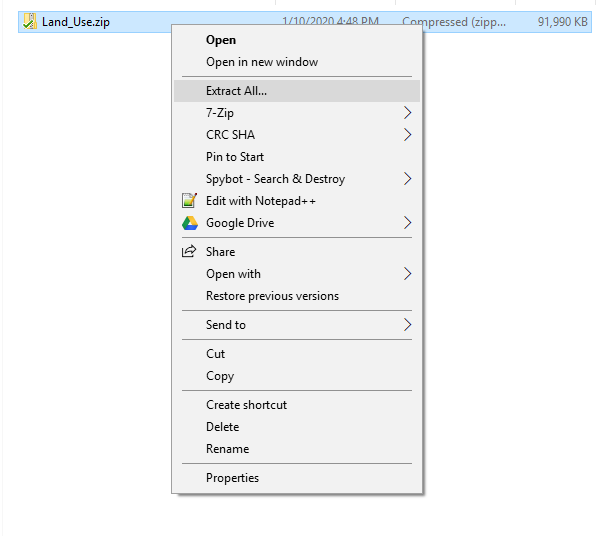 Land_Use.zip 1/10/2020 4:48 PM Compressed (zipp... 91,990 KB
Open
Open in new window
Extract All...
7-Zip
CRC SHA
Pin to Start
Spybot - Search & Destroy
Edit with Notepad++
Google Drive
Share
Open with
Restore previous versions
Send to
Cut
Copy
Create shortcut
Delete
Rename
Properties